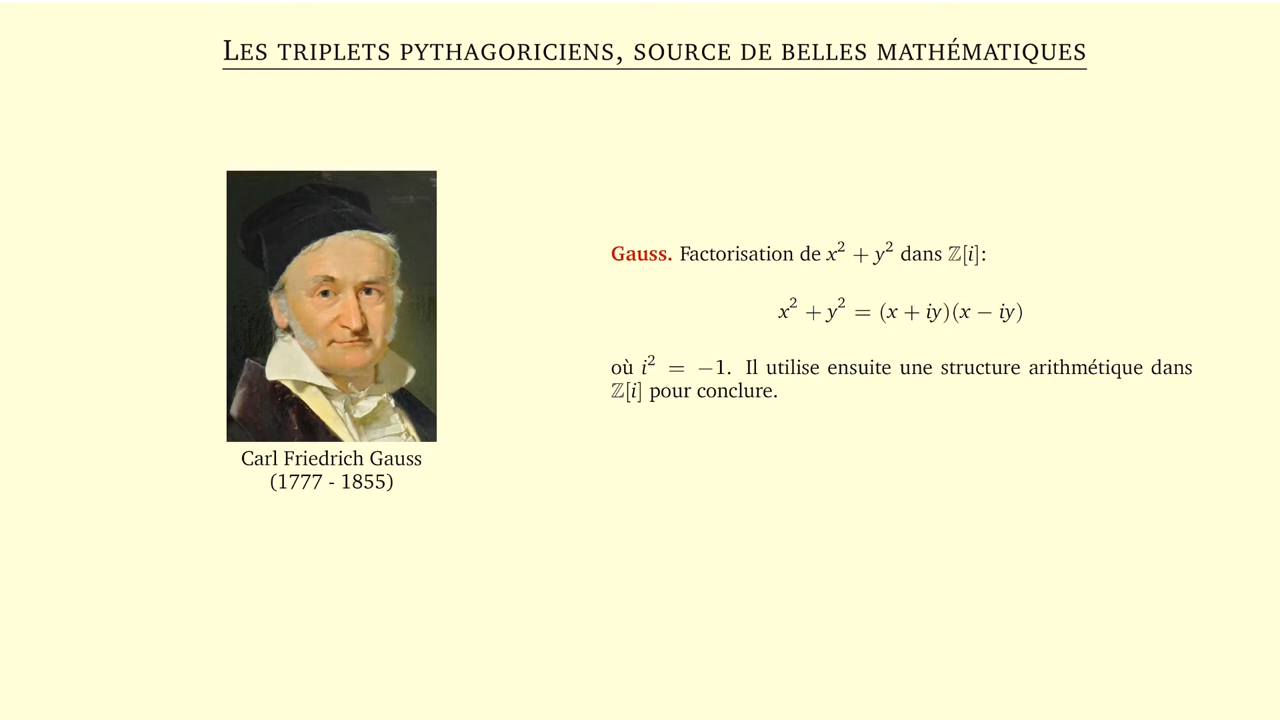 LES TRIPLETS PYTHAGORICIENS, SOURCE DE BELLES MATHÉMATIQUES
Gauss. Factorisation de x² + y² dans ℤ[i]:
x² + y² = (x + iy)(x − iy)
où i² = −1. Il utilise ensuite une structure arithmétique dans
ℤ[i] pour conclure.
Carl Friedrich Gauss
(1777 - 1855)